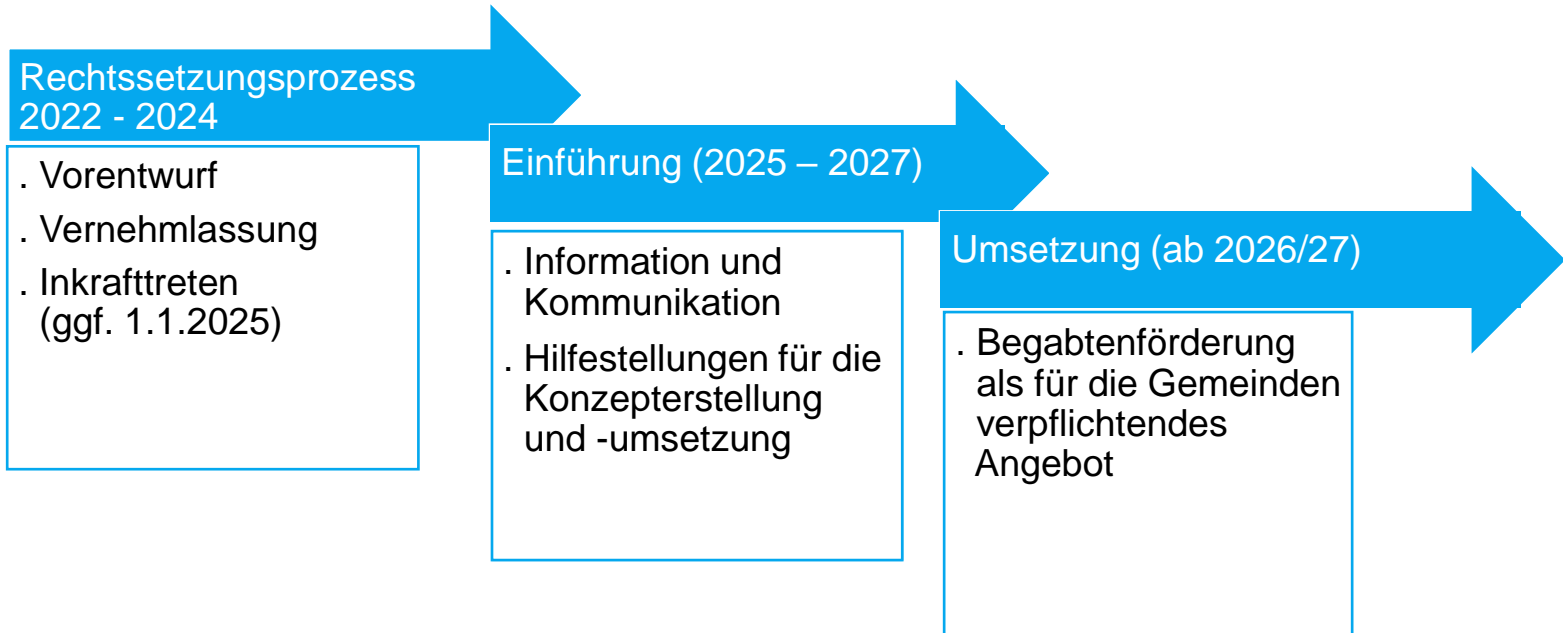 Rechtssetzungsprozess
2022 - 2024
. Vorentwurf
. Vernehmlassung
. Inkrafttreten
(ggf. 1.1.2025)
Einführung (2025 – 2027)
. Information und
Kommunikation
. Hilfestellungen für die
Konzepterstellung
und -umsetzung
Umsetzung (ab 2026/27)
. Begabtenförderung
als für die Gemeinden
verpflichtendes
Angebot